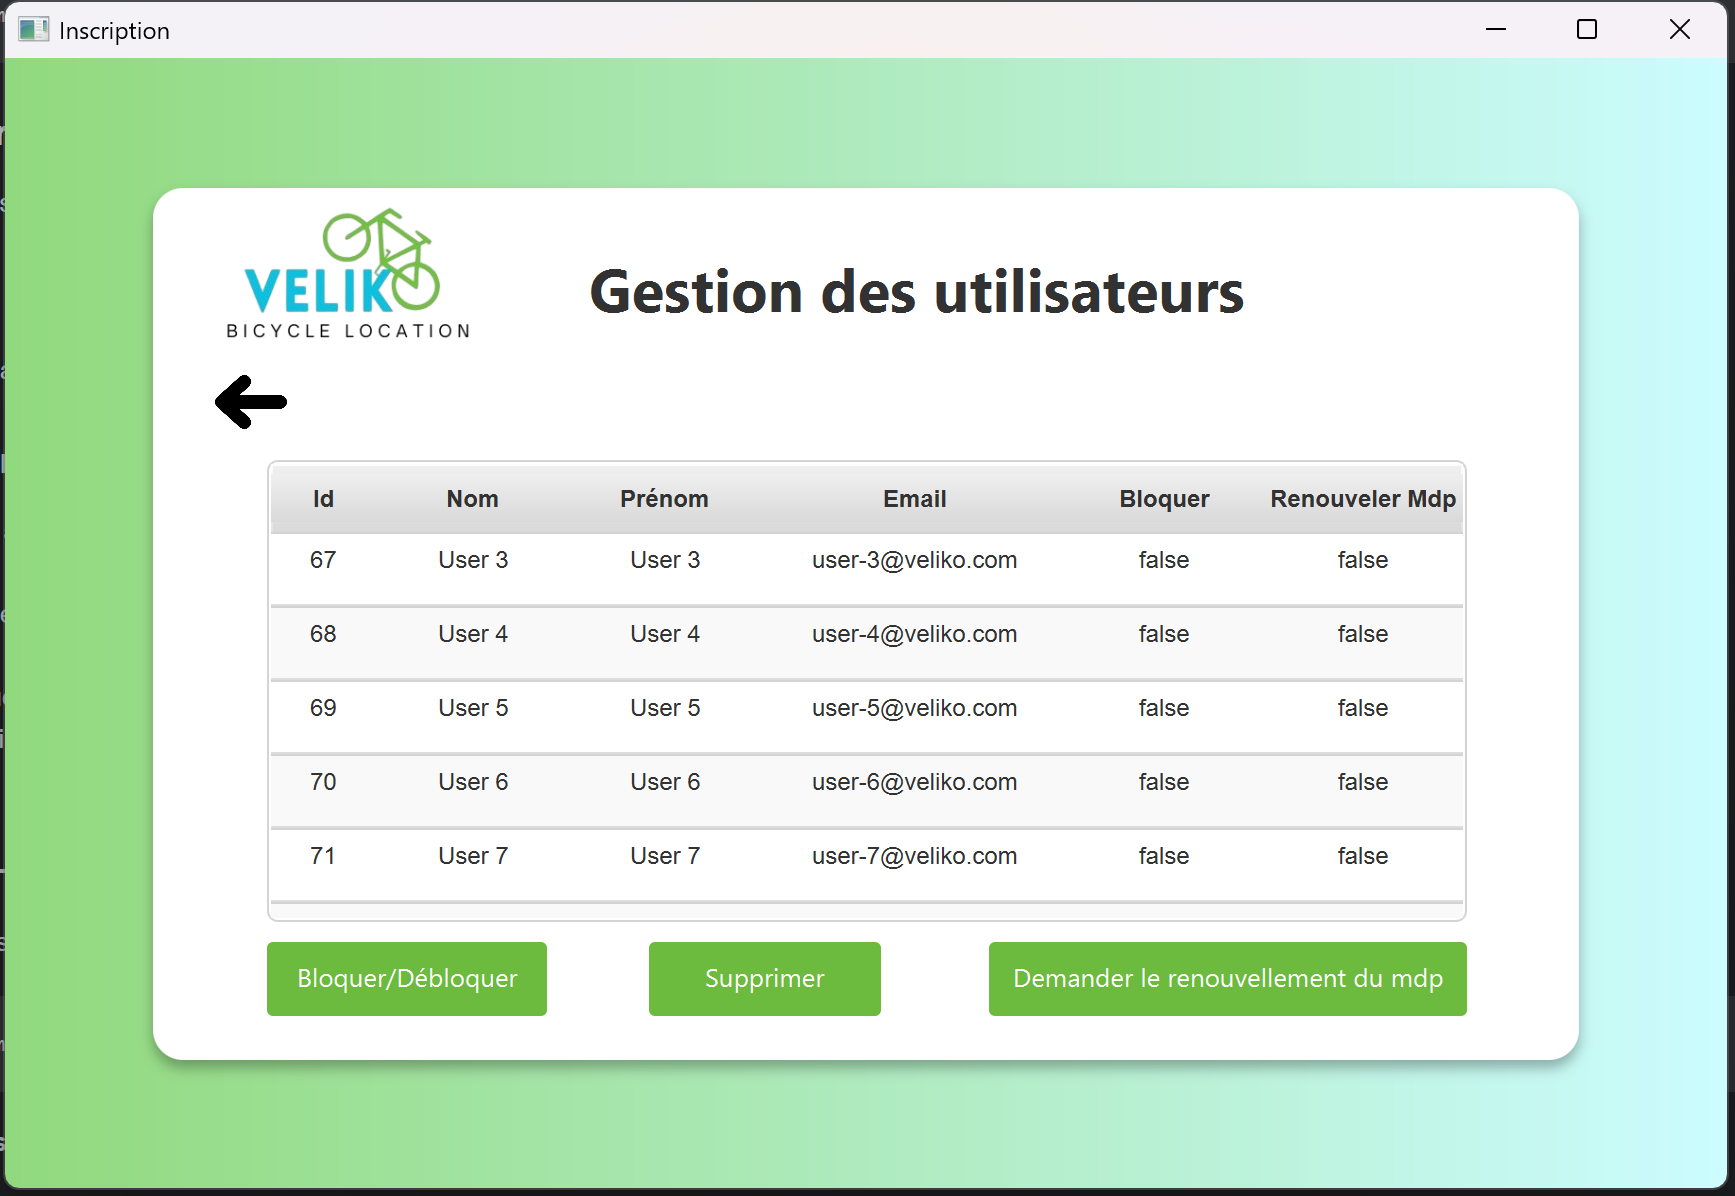 Inscription
VELIKO
BICYCLE LOCATION
Gestion des utilisateurs
Id Nom Prénom Email Bloquer Renouveler Mdp
67 User 3 User 3 user-3@veliko.com false false
68 User 4 User 4 user-4@veliko.com false false
69 User 5 User 5 user-5@veliko.com false false
70 User 6 User 6 user-6@veliko.com false false
71 User 7 User 7 user-7@veliko.com false false
Bloquer/Débloquer Supprimer Demander le renouvellement du mdp